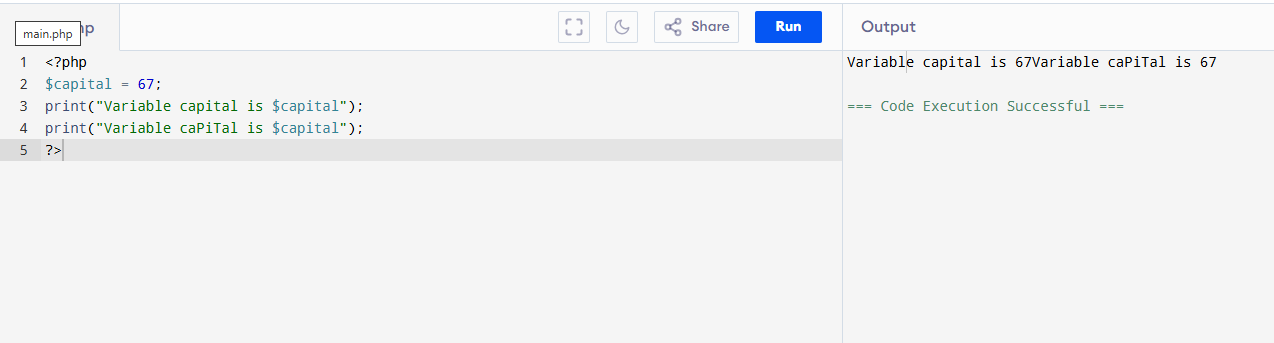 main.php
Share
Run
Output
1 <?php
2 $capital = 67;
3 print("Variable capital is $capital");
4 print("Variable caPiTal is $capital");
5 ?>
Variable capital is 67Variable caPiTal is 67
=== Code Execution Successful ===